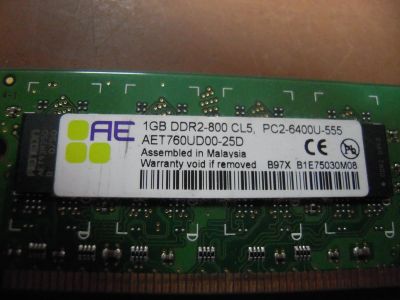 AE
1GB DDR2-800 CL5, PC2-6400U-555
AET760UD00-25D
Assembled in Malaysia
Warranty void if removed B97X B1E75030M08
CE